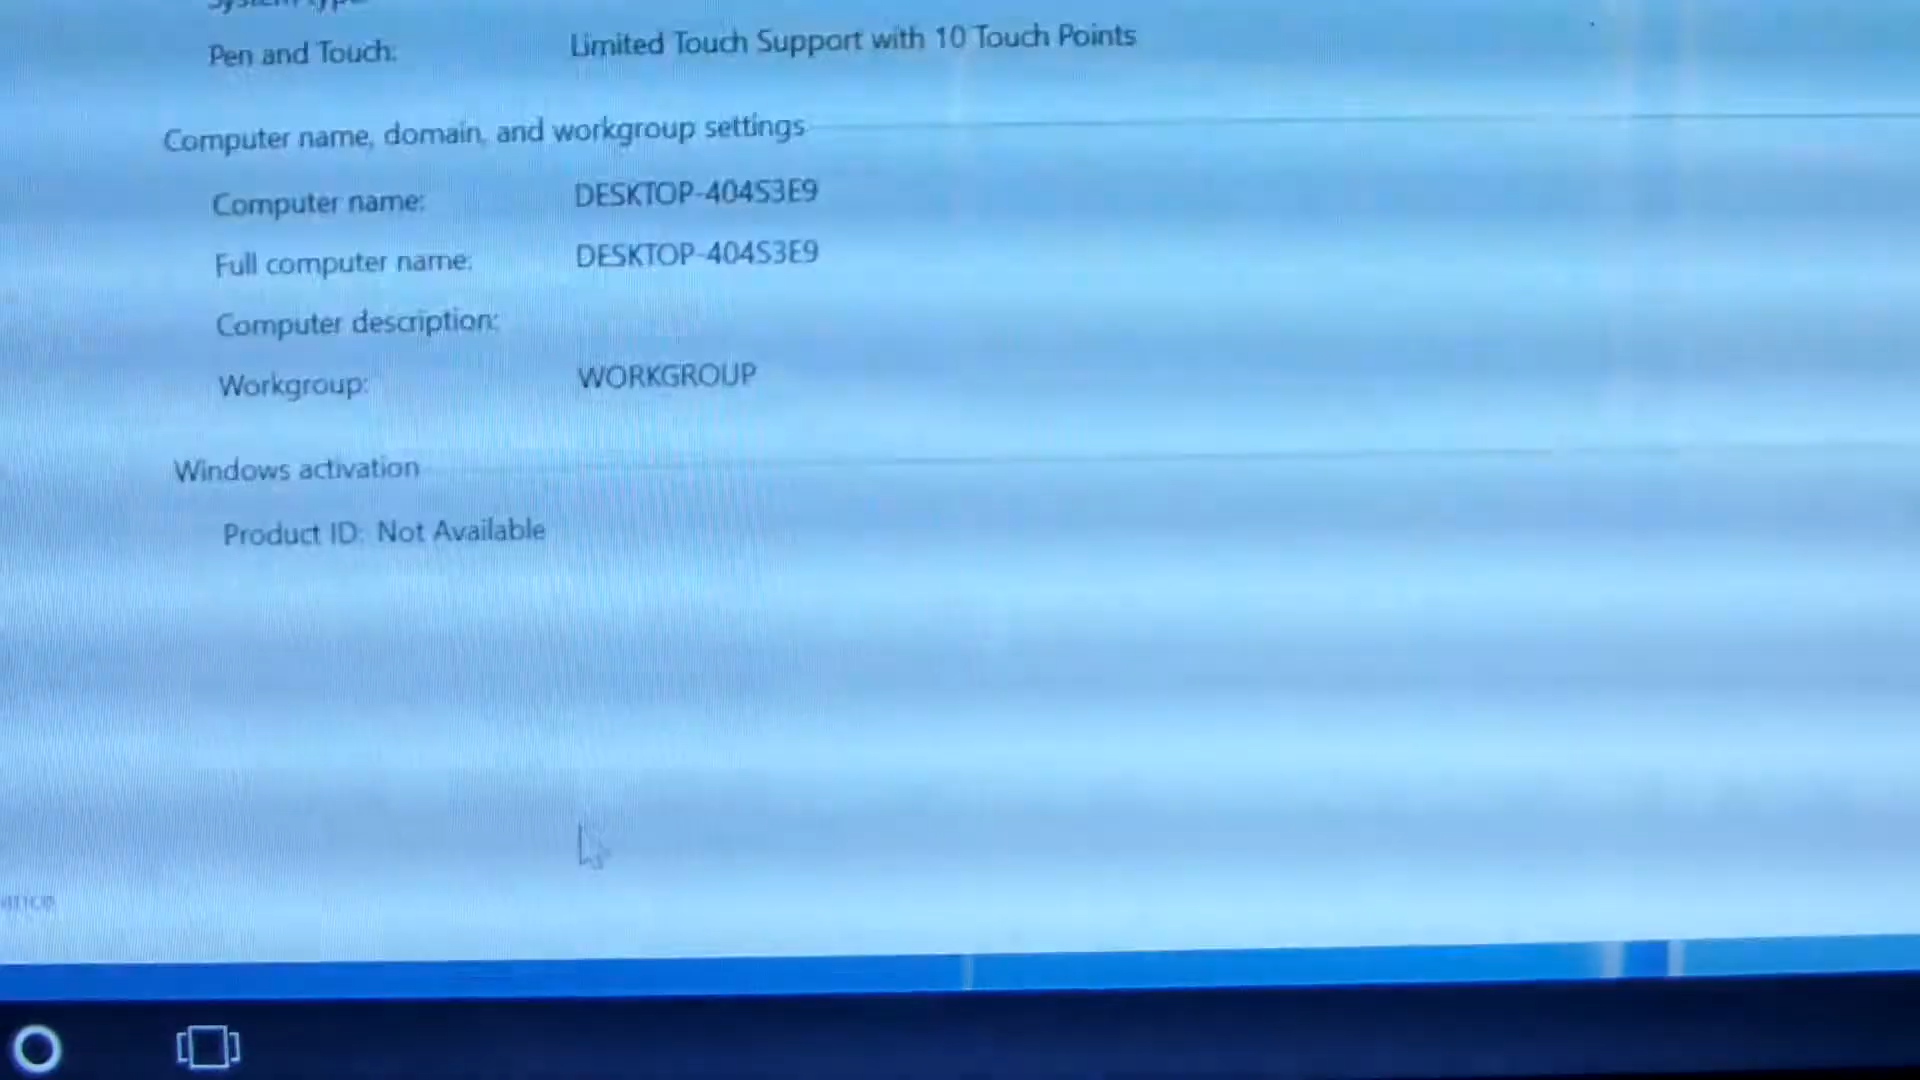 Pen and Touch: Limited Touch Support with 10 Touch Points
Computer name, domain, and workgroup settings
Computer name: DESKTOP-404S3E9
Full computer name: DESKTOP-404S3E9
Computer description:
Workgroup: WORKGROUP
Windows activation
Product ID: Not Available